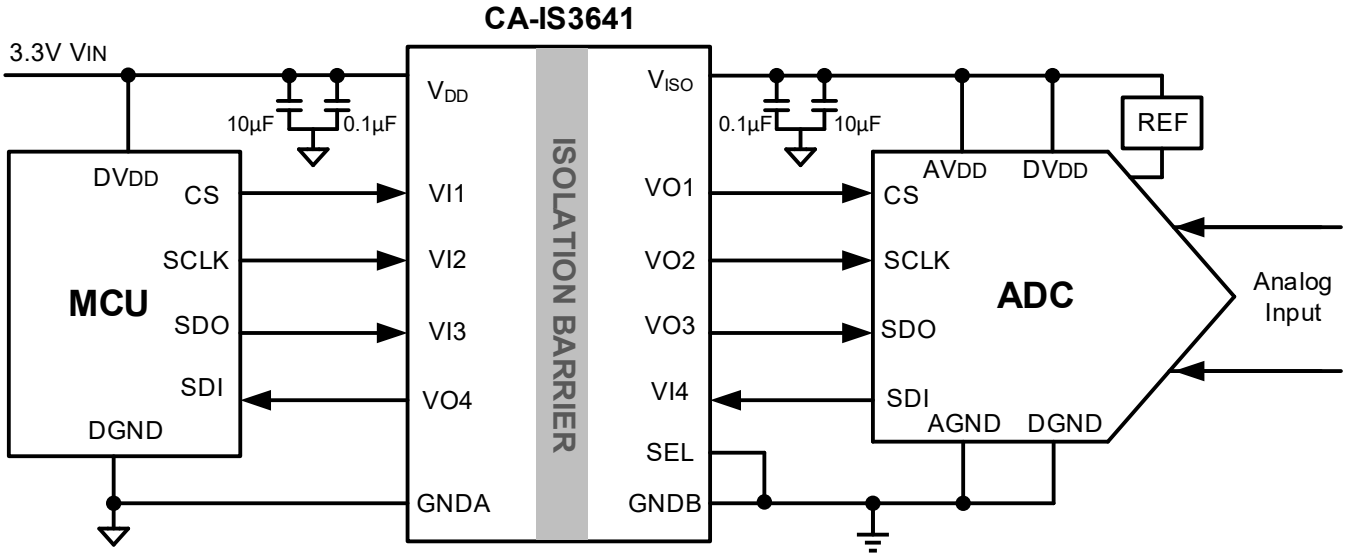 CA-IS3641
3.3V VIN
VDD
VISO
10μF
0.1μF
0.1μF
10μF
REF
DVDD
AVDD
DVDD
CS
VI1
VO1
CS
SCLK
VI2
VO2
SCLK
MCU
ISOLATION BARRIER
ADC
Analog
Input
SDO
VI3
VO3
SDO
SDI
VO4
VI4
SDI
DGND
AGND
DGND
SEL
GNDA
GNDB